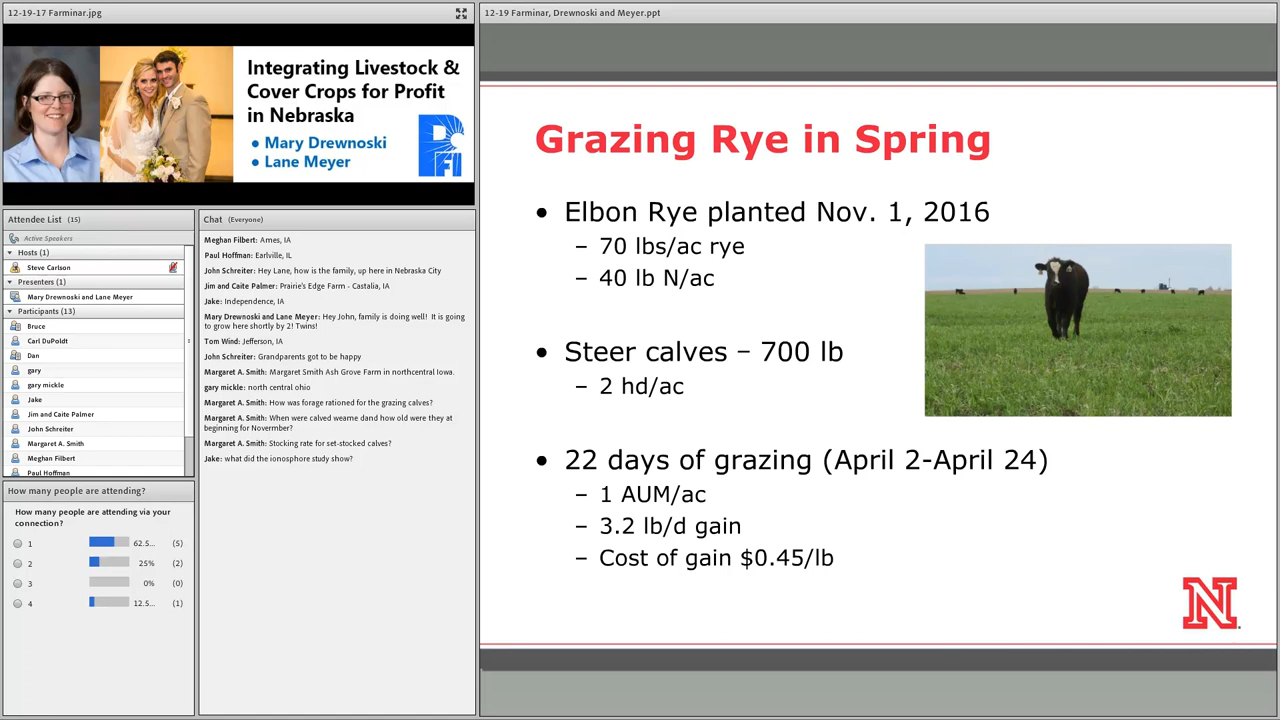 12-19-17 Farminar.jpg
Integrating Livestock &
Cover Crops for Profit
in Nebraska
● Mary Drewnoski
● Lane Meyer
PFI
Attendee List (15)
Active Speakers
Hosts (1)
Steve Carlson
Presenters (1)
Mary Drewnoski and Lane Meyer
Participants (13)
Bruce
Carl DuPoldt
Dan
gary
gary mickle
Jake
Jim and Caite Palmer
John Schreiter
Margaret A. Smith
Meghan Filbert
Paul Hoffman
Chat (Everyone)
Meghan Filbert: Ames, IA
Paul Hoffman: Earlville, IL
John Schreiter: Hey Lane, how is the family, up here in Nebraska City
Jim and Caite Palmer: Prairie's Edge Farm - Castalia, IA
Jake: Independence, IA
Mary Drewnoski and Lane Meyer: Hey John, family is doing well! It is going
to grow here shortly by 2! Twins!
Tom Wind: Jefferson, IA
John Schreiter: Grandparents got to be happy
Margaret A. Smith: Margaret Smith Ash Grove Farm in northcentral Iowa.
gary mickle: north central ohio
Margaret A. Smith: How was forage rationed for the grazing calves?
Margaret A. Smith: When were calved weame dand how old were they at
beginning for Novermber?
Margaret A. Smith: Stocking rate for set-stocked calves?
Jake: what did the ionosphore study show?
How many people are attending?
How many people are attending via your
connection?
1 62.5... (5)
2 25% (2)
3 0% (0)
4 12.5... (1)
12-19 Farminar, Drewnoski and Meyer.ppt
Grazing Rye in Spring
• Elbon Rye planted Nov. 1, 2016
– 70 lbs/ac rye
– 40 lb N/ac
• Steer calves – 700 lb
– 2 hd/ac
• 22 days of grazing (April 2-April 24)
– 1 AUM/ac
– 3.2 lb/d gain
– Cost of gain $0.45/lb
N